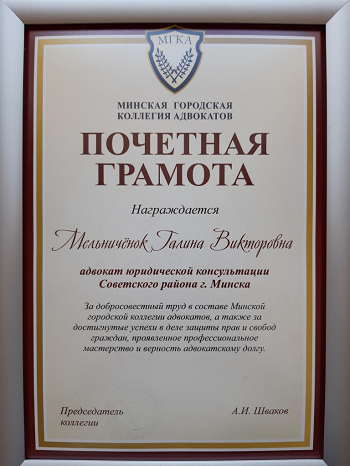 МГКА
МИНСКАЯ ГОРОДСКАЯ
КОЛЛЕГИЯ АДВОКАТОВ
ПОЧЕТНАЯ
ГРАМОТА
Награждается
Мельничёнок Галина Викторовна
адвокат юридической консультации
Советского района г. Минска
За добросовестный труд в составе Минской
городской коллегии адвокатов, а также за
достигнутые успехи в деле защиты прав и свобод
граждан, проявленное профессиональное
мастерство и верность адвокатскому долгу.
Председатель А.И. Шваков
коллегии